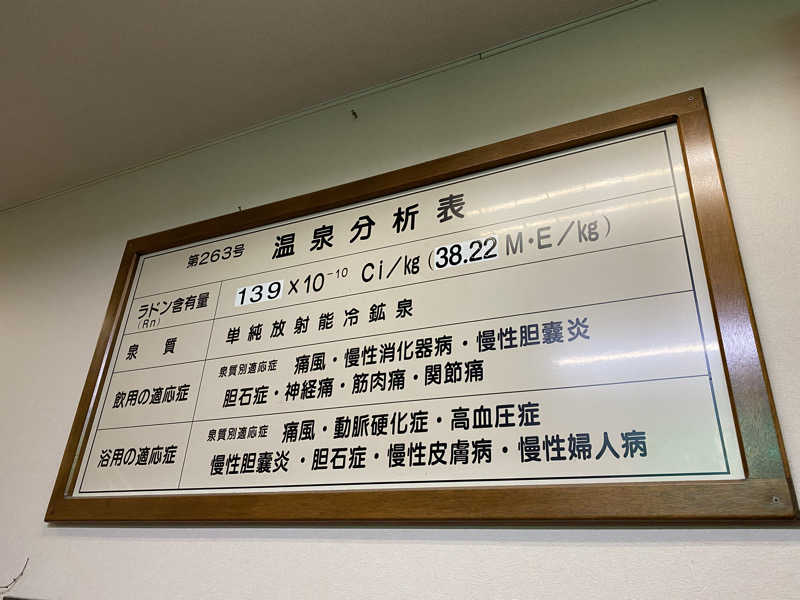 第263号 温泉分析表
ラドン含有量 139×10⁻¹⁰ Ci/kg(38.22 M・E/kg)
(Rn)
泉質 単純放射能冷鉱泉
飲用の適応症 泉質別適応症 痛風・慢性消化器病・慢性胆嚢炎
胆石症・神経痛・筋肉痛・関節痛
浴用の適応症 泉質別適応症 痛風・動脈硬化症・高血圧症
慢性胆嚢炎・胆石症・慢性皮膚病・慢性婦人病